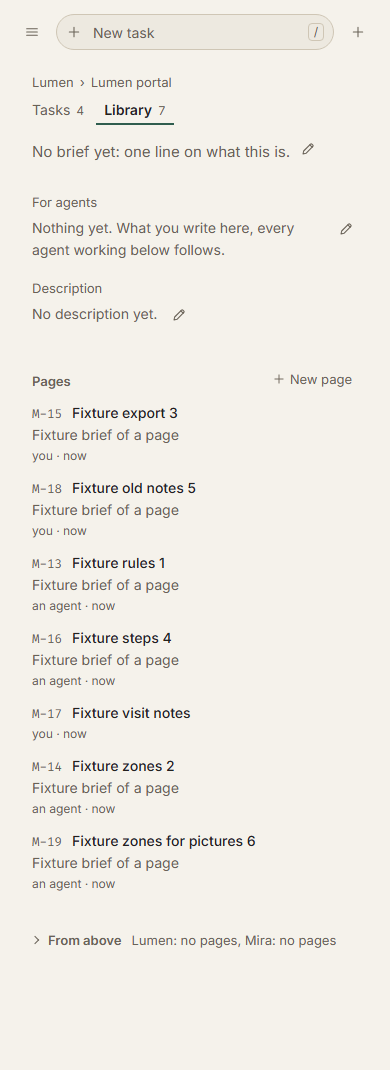 New task /
Lumen › Lumen portal
Tasks 4 Library 7
No brief yet: one line on what this is.
For agents
Nothing yet. What you write here, every
agent working below follows.
Description
No description yet.
Pages + New page
M-15 Fixture export 3
Fixture brief of a page
you · now
M-18 Fixture old notes 5
Fixture brief of a page
you · now
M-13 Fixture rules 1
Fixture brief of a page
an agent · now
M-16 Fixture steps 4
Fixture brief of a page
an agent · now
M-17 Fixture visit notes
you · now
M-14 Fixture zones 2
Fixture brief of a page
an agent · now
M-19 Fixture zones for pictures 6
Fixture brief of a page
an agent · now
From above Lumen: no pages, Mira: no pages